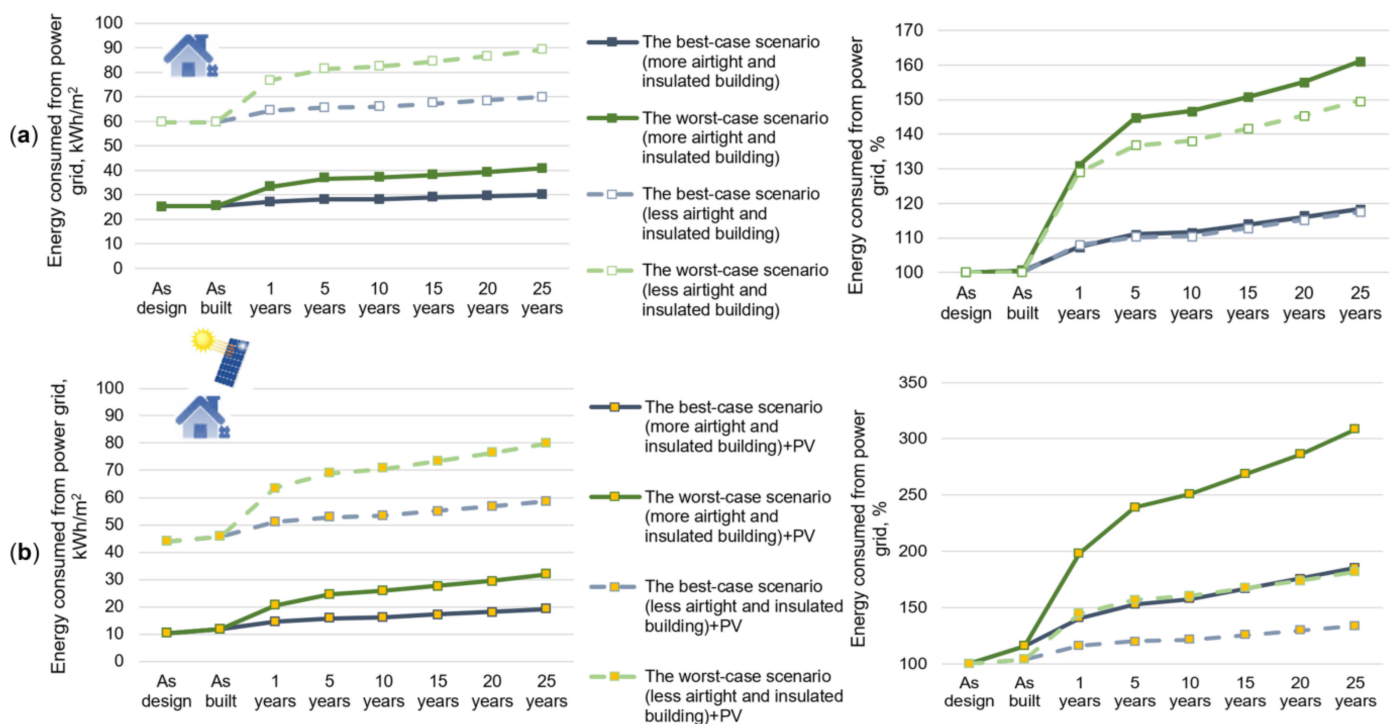 (a)
Energy consumed from power
grid, kWh/m2
100
90
80
70
60
50
40
30
20
10
0
As
design
As
built
1
years
5
years
10
years
15
years
20
years
25
years
The best-case scenario
(more airtight and
insulated building)
The worst-case scenario
(more airtight and
insulated building)
The best-case scenario
(less airtight and
insulated building)
The worst-case scenario
(less airtight and
insulated building)
Energy consumed from power
grid, %
170
160
150
140
130
120
110
100
As
design
As
built
1
years
5
years
10
years
15
years
20
years
25
years
(b)
Energy consumed from power grid,
kWh/m2
100
90
80
70
60
50
40
30
20
10
0
As
design
As
built
1
years
5
years
10
years
15
years
20
years
25
years
The best-case scenario
(more airtight and
insulated building)+PV
The worst-case scenario
(more airtight and
insulated building)+PV
The best-case scenario
(less airtight and insulated
building)+PV
The worst-case scenario
(less airtight and insulated
building)+PV
Energy consumed from power
grid, %
350
300
250
200
150
100
As
design
As
built
1
years
5
years
10
years
15
years
20
years
25
years